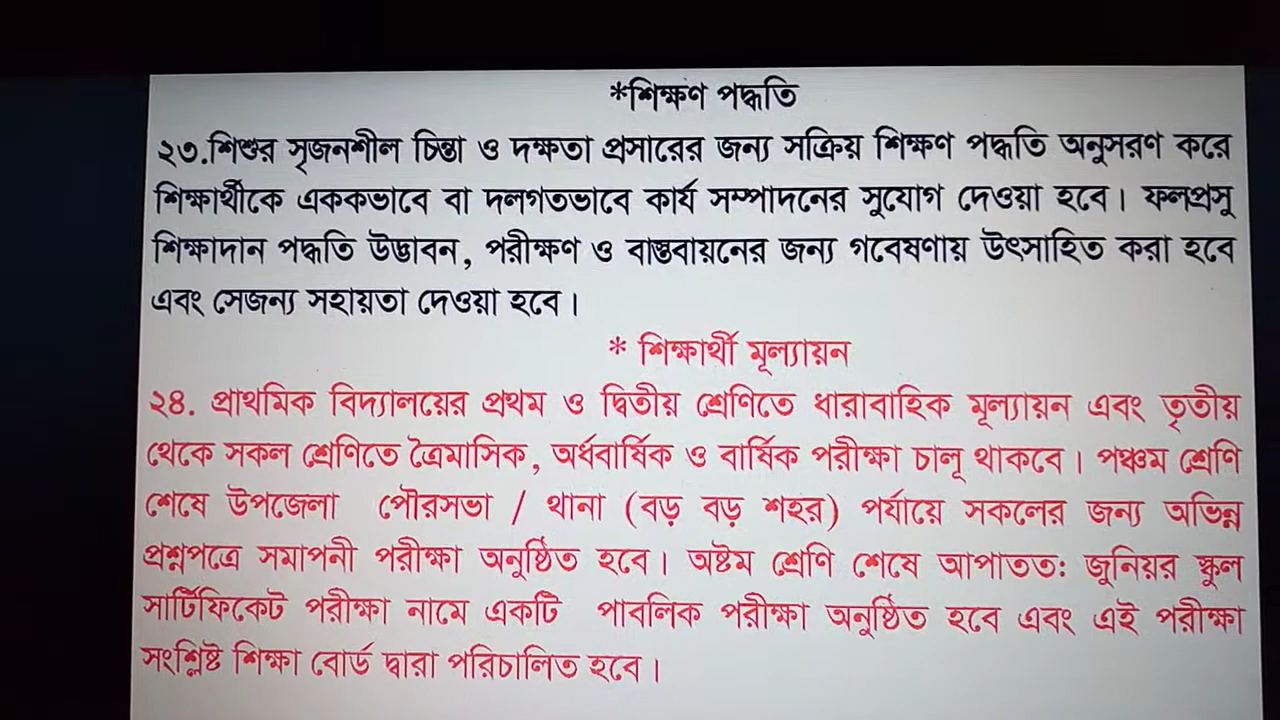 *শিক্ষণ পদ্ধতি
২৩.শিশুর সৃজনশীল চিন্তা ও দক্ষতা প্রসারের জন্য সক্রিয় শিক্ষণ পদ্ধতি অনুসরণ করে
শিক্ষার্থীকে এককভাবে বা দলগতভাবে কার্য সম্পাদনের সুযোগ দেওয়া হবে। ফলপ্রসু
শিক্ষাদান পদ্ধতি উদ্ভাবন, পরীক্ষণ ও বাস্তবায়নের জন্য গবেষণায় উৎসাহিত করা হবে
এবং সেজন্য সহায়তা দেওয়া হবে।
* শিক্ষার্থী মূল্যায়ন
২৪. প্রাথমিক বিদ্যালয়ের প্রথম ও দ্বিতীয় শ্রেণিতে ধারাবাহিক মূল্যায়ন এবং তৃতীয়
থেকে সকল শ্রেণিতে ত্রৈমাসিক, অর্ধবার্ষিক ও বার্ষিক পরীক্ষা চালু থাকবে। পঞ্চম শ্রেণি
শেষে উপজেলা পৌরসভা / থানা (বড় বড় শহর) পর্যায়ে সকলের জন্য অভিন্ন
প্রশ্নপত্রে সমাপনী পরীক্ষা অনুষ্ঠিত হবে। অষ্টম শ্রেণি শেষে আপাতত: জুনিয়র স্কুল
সার্টিফিকেট পরীক্ষা নামে একটি পাবলিক পরীক্ষা অনুষ্ঠিত হবে এবং এই পরীক্ষা
সংশ্লিষ্ট শিক্ষা বোর্ড দ্বারা পরিচালিত হবে।